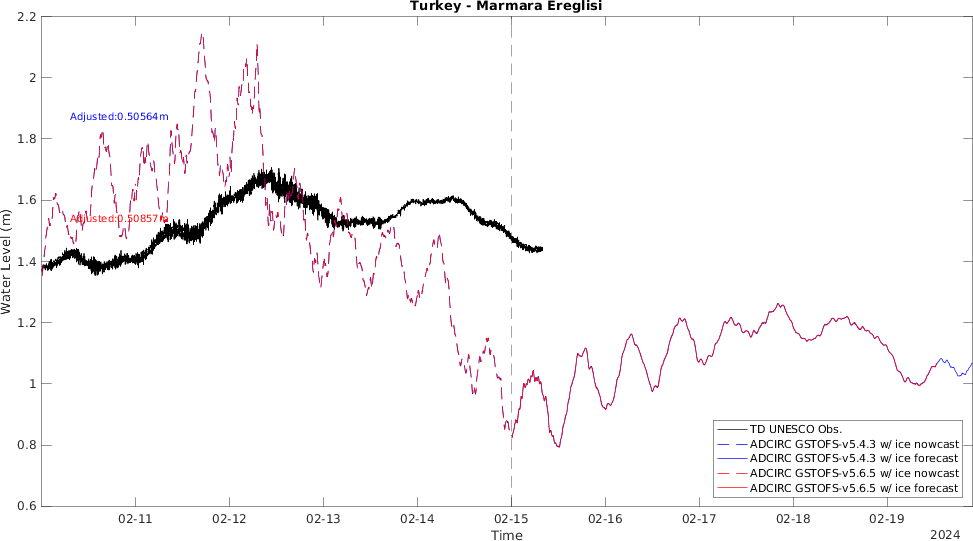 Turkey - Marmara Ereglisi
2.2
2
1.8
1.6
1.4
1.2
1
0.8
0.6
Water Level (m)
Adjusted:0.50564m
Adjusted:0.50857m
TD UNESCO Obs.
ADCIRC GSTOFS-v5.4.3 w/ ice nowcast
ADCIRC GSTOFS-v5.4.3 w/ ice forecast
ADCIRC GSTOFS-v5.6.5 w/ ice nowcast
ADCIRC GSTOFS-v5.6.5 w/ ice forecast
02-11 02-12 02-13 02-14 02-15 02-16 02-17 02-18 02-19
Time
2024